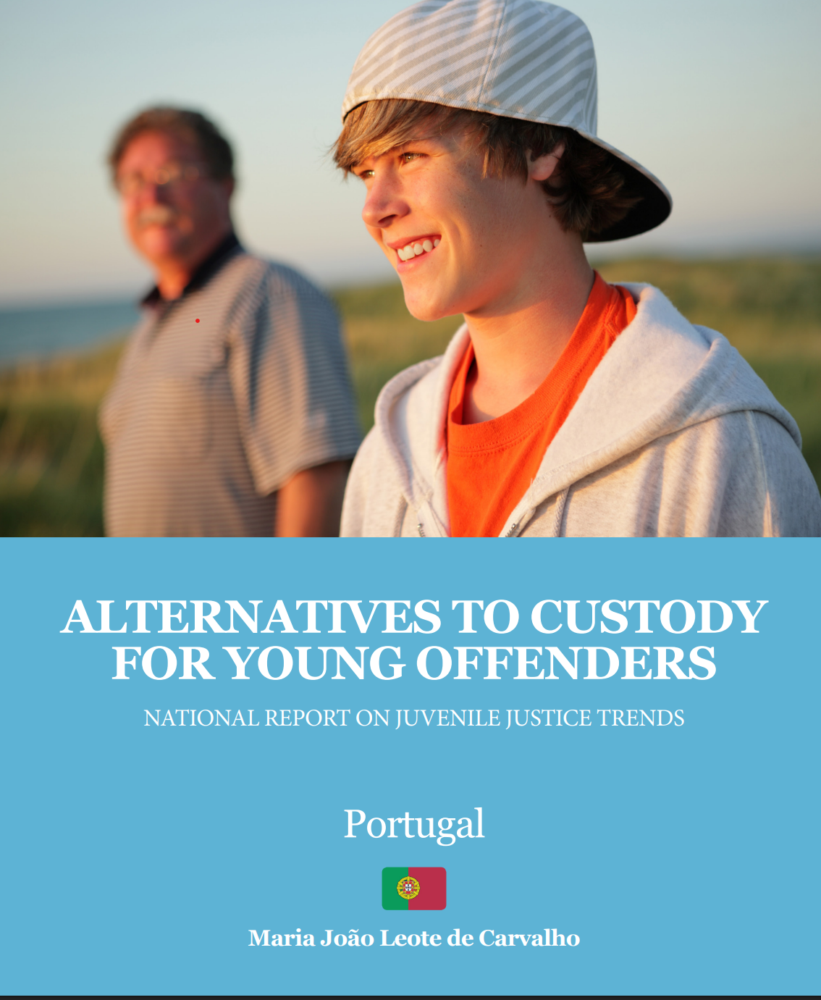 ALTERNATIVES TO CUSTODY
FOR YOUNG OFFENDERS
NATIONAL REPORT ON JUVENILE JUSTICE TRENDS
Portugal
Maria João Leote de Carvalho